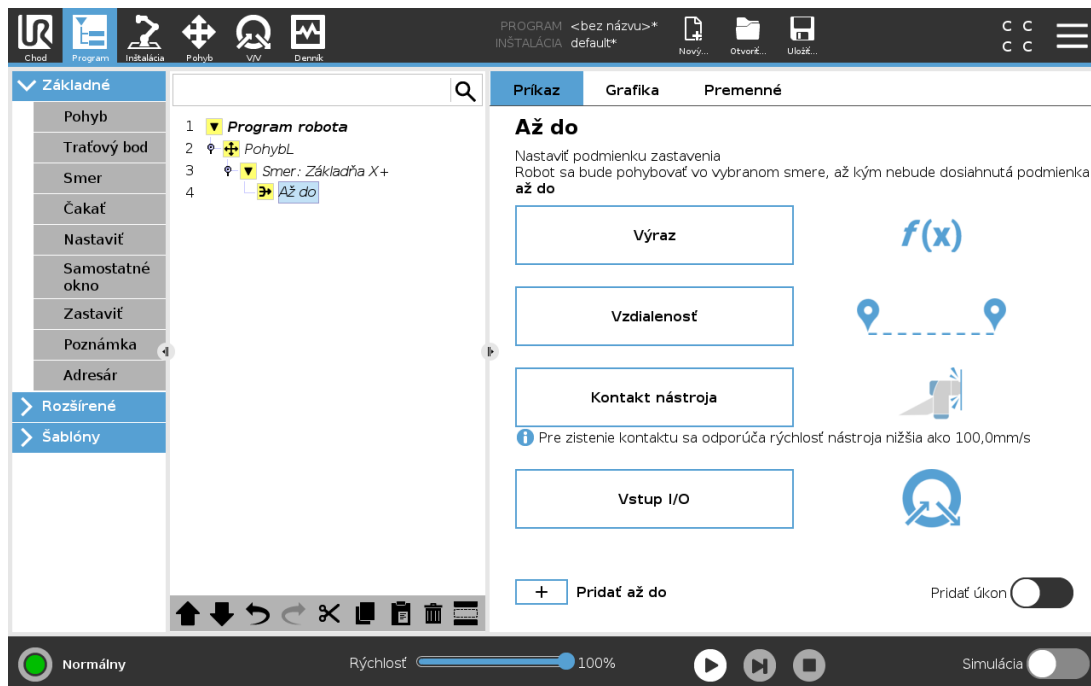 UR
PROGRAM <bez názvu>*
INŠTALÁCIA default*
Chod Program Inštalácia Pohyb V/V Denník Nový... Otvoriť... Uložiť...
C C
C C
Základné
Pohyb
Traťový bod
Smer
Čakať
Nastaviť
Samostatné
okno
Zastaviť
Poznámka
Adresár
Rozšírené
Šablóny
1 Program robota
2 PohybL
3 Smer: Základňa X+
4 Až do
Príkaz Grafika Premenné
Až do
Nastaviť podmienku zastavenia
Robot sa bude pohybovať vo vybranom smere, až kým nebude dosiahnutá podmienka
až do
Výraz
f(x)
Vzdialenosť
Kontakt nástroja
Pre zistenie kontaktu sa odporúča rýchlosť nástroja nižšia ako 100,0mm/s
Vstup I/O
+ Pridať až do
Pridať úkon
Normálny
Rýchlosť 100%
Simulácia